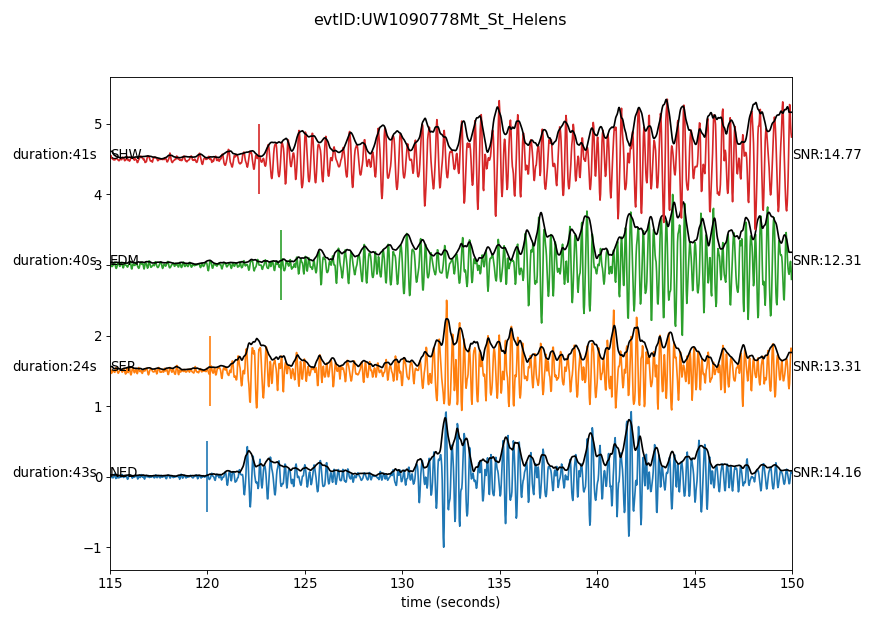 evtID:UW1090778Mt_St_Helens
5
duration:41s SHW SNR:14.77
4
duration:40s 3 EDM SNR:12.31
2
duration:24s SEP SNR:13.31
1
duration:43s 0 NED SNR:14.16
−1
115 120 125 130 135 140 145 150
time (seconds)